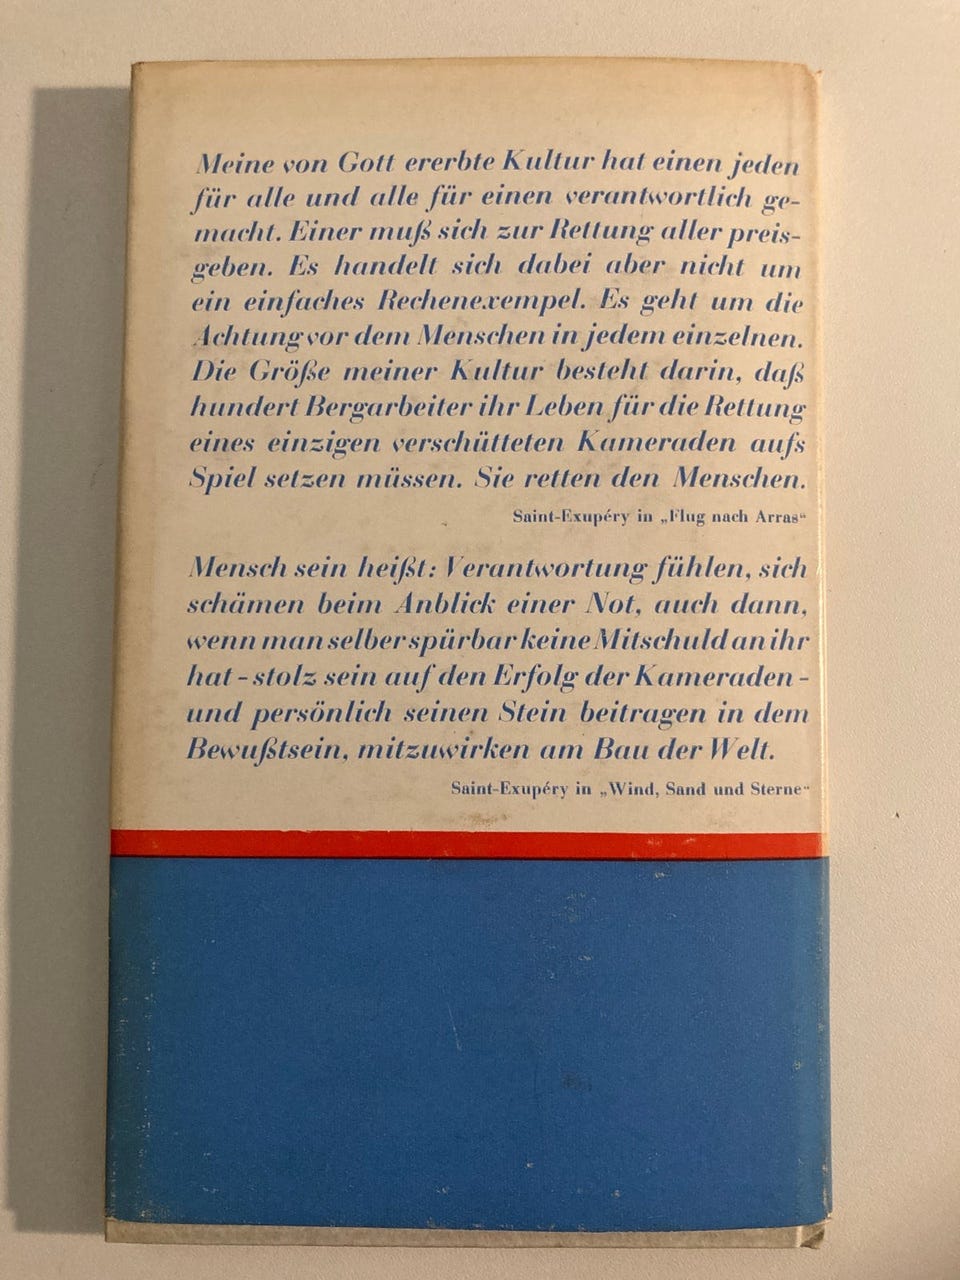 Meine von Gott ererbte Kultur hat einen jeden
für alle und alle für einen verantwortlich ge-
macht. Einer muß sich zur Rettung aller preis-
geben. Es handelt sich dabei aber nicht um
ein einfaches Rechenexempel. Es geht um die
Achtung vor dem Menschen in jedem einzelnen.
Die Größe meiner Kultur besteht darin, daß
hundert Bergarbeiter ihr Leben für die Rettung
eines einzigen verschütteten Kameraden aufs
Spiel setzen müssen. Sie retten den Menschen.
Saint-Exupéry in „Flug nach Arras“
Mensch sein heißt: Verantwortung fühlen, sich
schämen beim Anblick einer Not, auch dann,
wenn man selber spürbar keine Mitschuld an ihr
hat - stolz sein auf den Erfolg der Kameraden -
und persönlich seinen Stein beitragen in dem
Bewußtsein, mitzuwirken am Bau der Welt.
Saint-Exupéry in „Wind, Sand und Sterne“